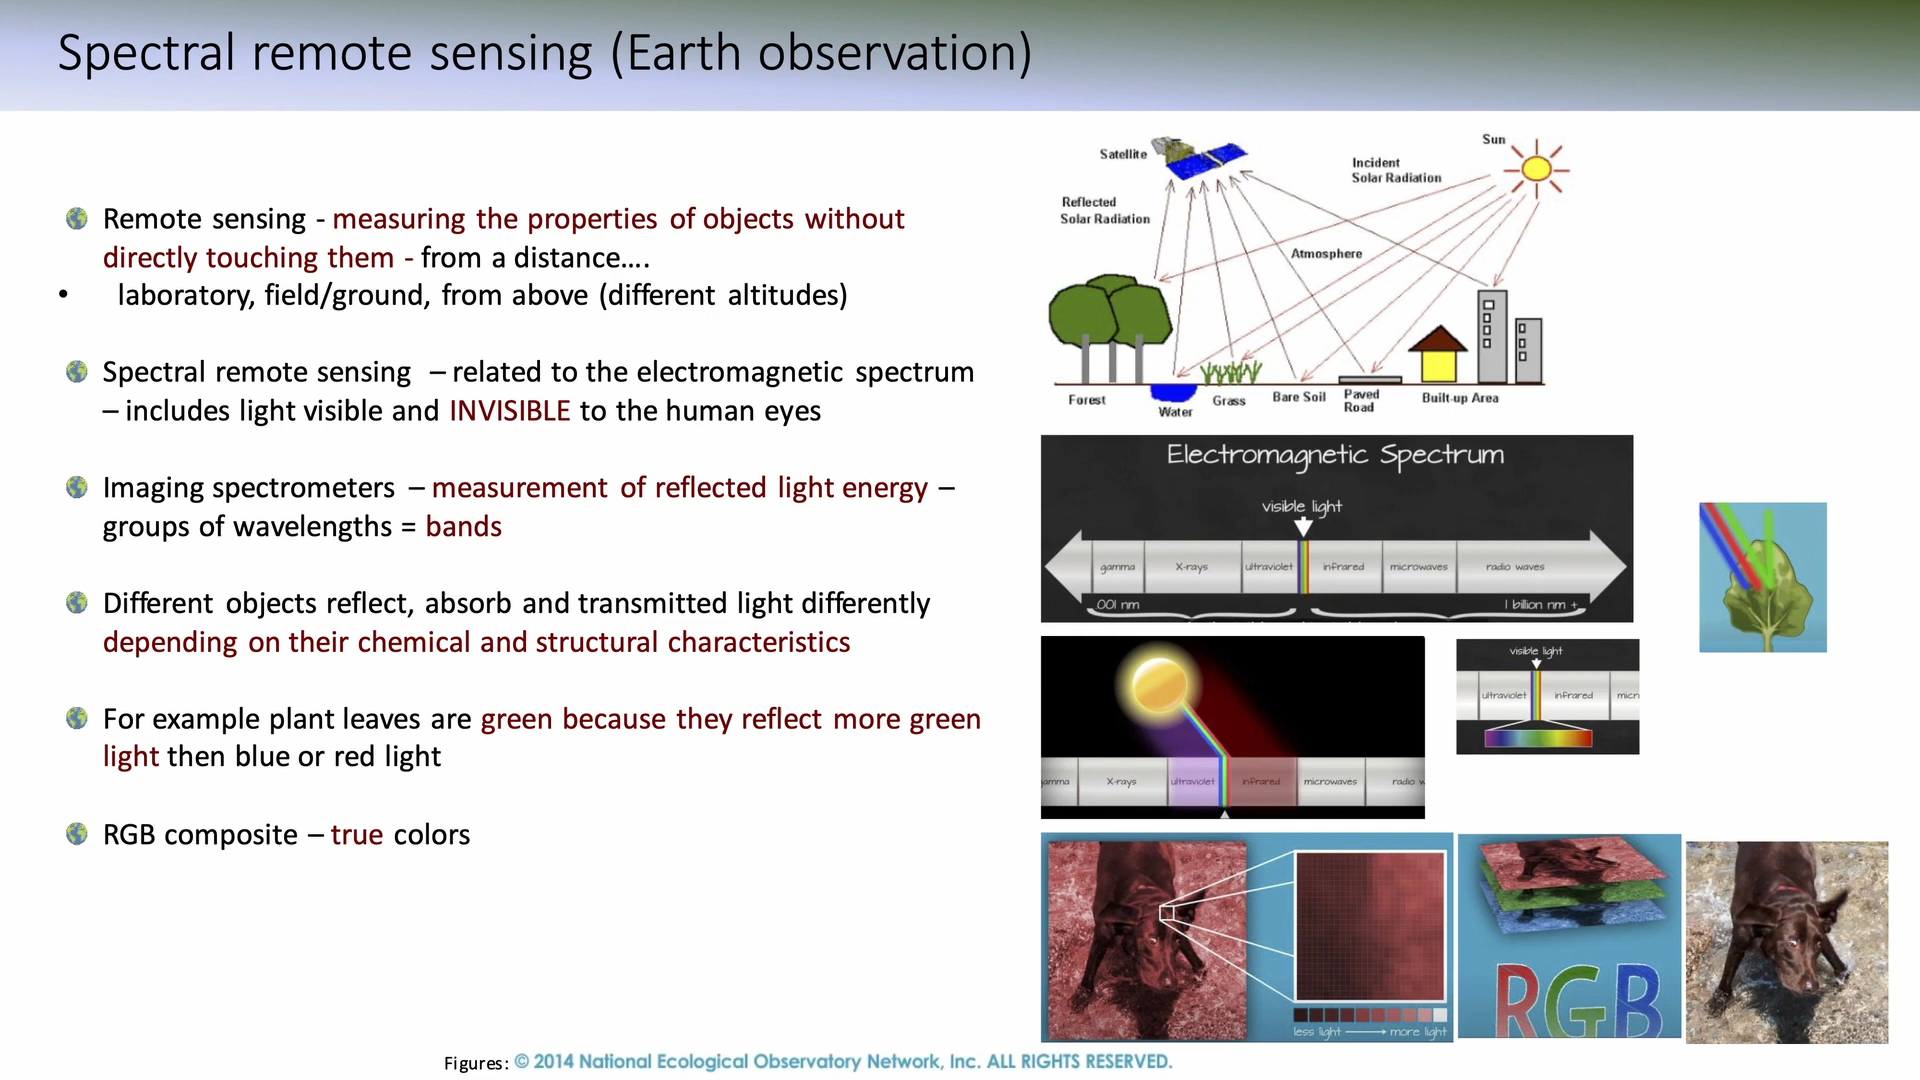 Spectral remote sensing (Earth observation)
Remote sensing - measuring the properties of objects without
directly touching them - from a distance....
• laboratory, field/ground, from above (different altitudes)
Spectral remote sensing – related to the electromagnetic spectrum
– includes light visible and INVISIBLE to the human eyes
Imaging spectrometers – measurement of reflected light energy –
groups of wavelengths = bands
Different objects reflect, absorb and transmitted light differently
depending on their chemical and structural characteristics
For example plant leaves are green because they reflect more green
light then blue or red light
RGB composite – true colors
Satellite
Sun
Incident
Solar Radiation
Reflected
Solar Radiation
Atmosphere
Forest
Water
Grass
Bare Soil
Paved
Road
Built-up Area
Electromagnetic Spectrum
visible light
gamma X-rays ultraviolet infrared microwaves radio waves
.001 nm 1 billion nm +
visible light
ultraviolet infrared micr
amma X-rays ultraviolet infrared microwaves radio w
less light more light
RGB
Figures: © 2014 National Ecological Observatory Network, Inc. ALL RIGHTS RESERVED.